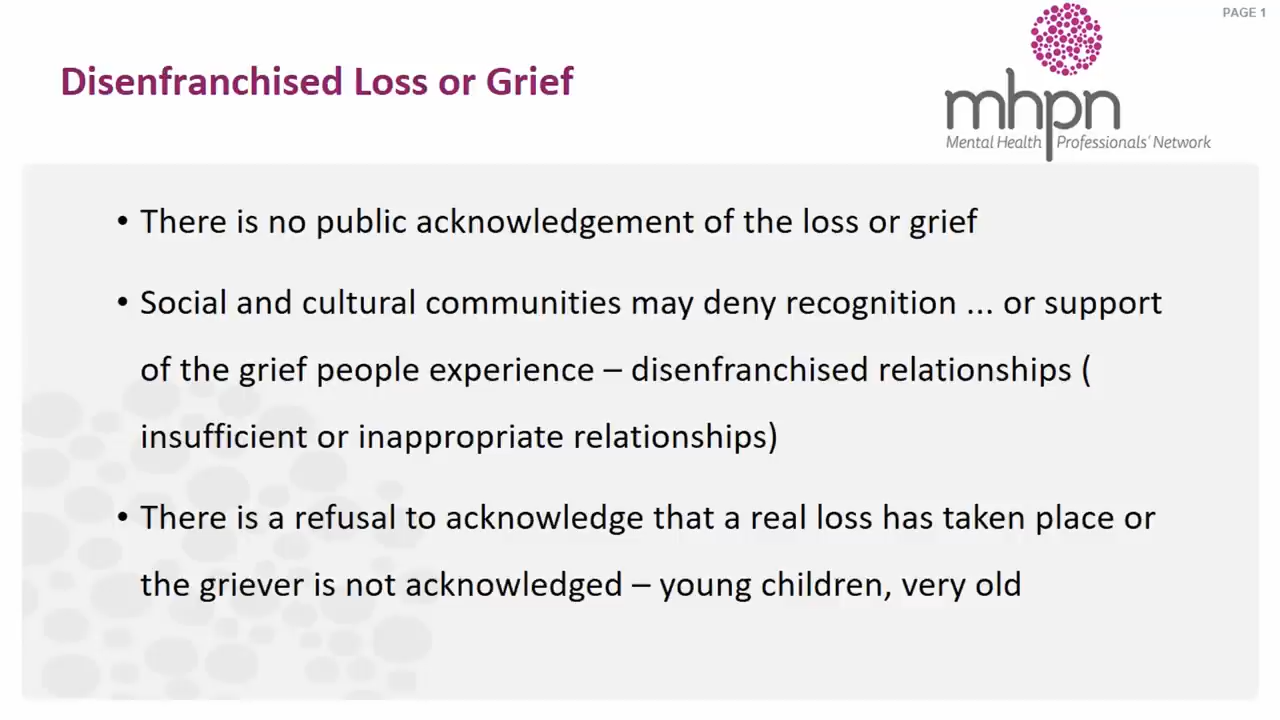 PAGE 1
Disenfranchised Loss or Grief
mhpn
Mental Health Professionals' Network
• There is no public acknowledgement of the loss or grief
• Social and cultural communities may deny recognition ... or support
of the grief people experience – disenfranchised relationships (
insufficient or inappropriate relationships)
• There is a refusal to acknowledge that a real loss has taken place or
the griever is not acknowledged – young children, very old